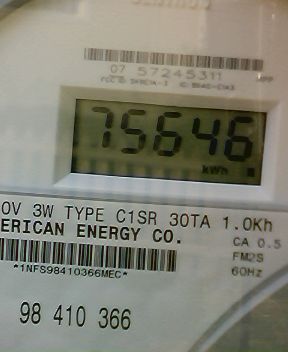 07 57245311
75646
kWh
0V 3W TYPE C1SR 30TA 1.0Kh
ERICAN ENERGY CO.
CA 0.5
FM2S
60Hz
*1NFS98410366MEC*
98 410 366